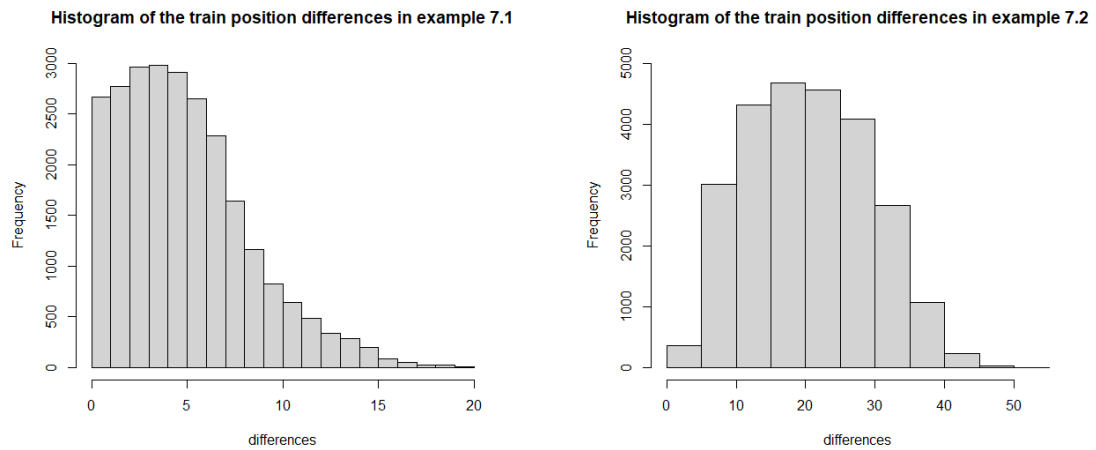 Histogram of the train position differences in example 7.1
Frequency
3000
2500
2000
1500
1000
500
0
0 5 10 15 20
differences
Histogram of the train position differences in example 7.2
Frequency
5000
4000
3000
2000
1000
0
0 10 20 30 40 50
differences